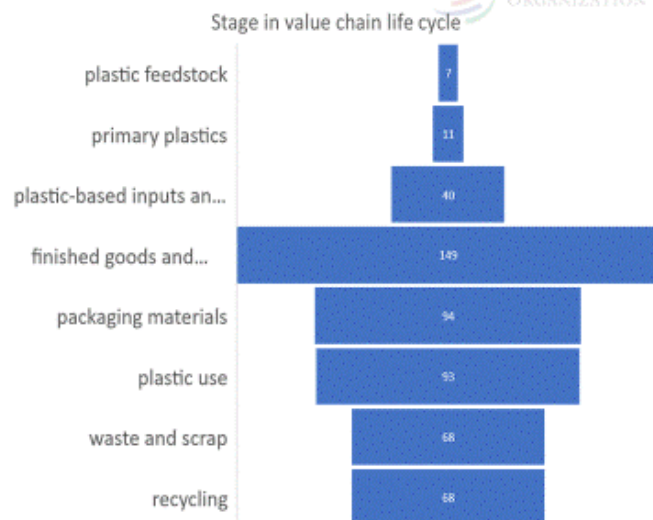 ORGANIZATION
Stage in value chain life cycle
plastic feedstock
7
primary plastics
11
plastic-based inputs an...
40
finished goods and...
149
packaging materials
94
plastic use
93
waste and scrap
68
recycling
68